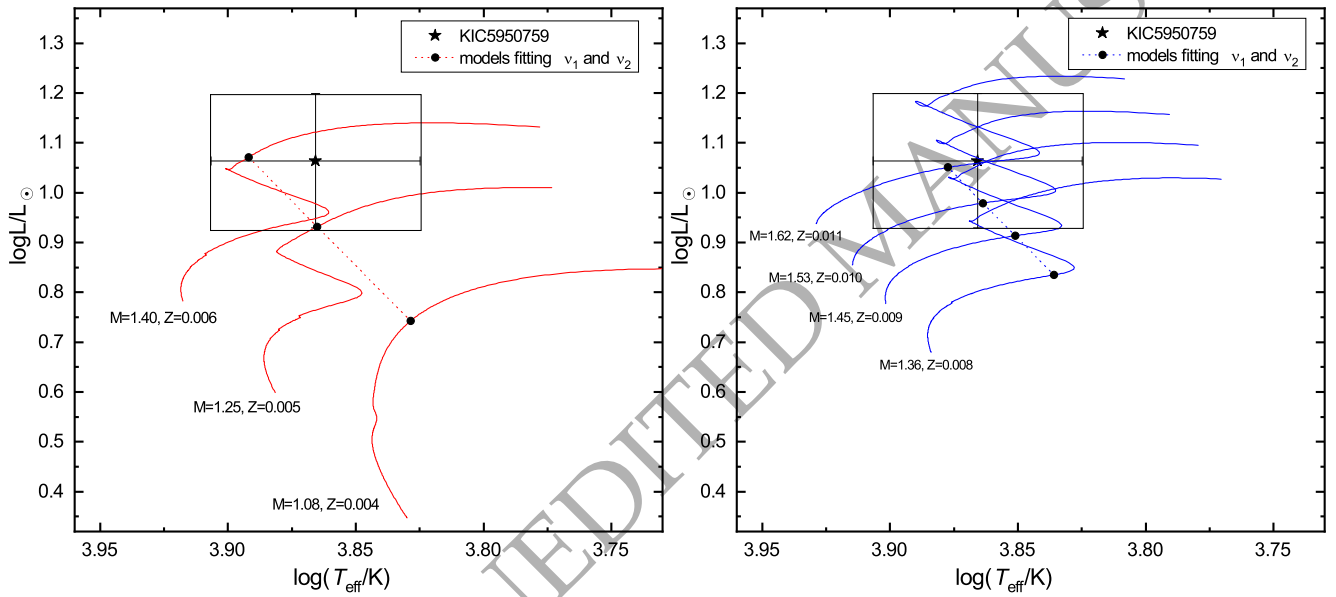 KIC5950759
models fitting ν₁ and ν₂
1.3
1.2
1.1
1.0
0.9
0.8
0.7
0.6
0.5
0.4
logL/L☉
M=1.40, Z=0.006
M=1.25, Z=0.005
M=1.08, Z=0.004
3.95 3.90 3.85 3.80 3.75
log(Teff/K)
KIC5950759
models fitting ν₁ and ν₂
1.3
1.2
1.1
1.0
0.9
0.8
0.7
0.6
0.5
0.4
logL/L☉
M=1.62, Z=0.011
M=1.53, Z=0.010
M=1.45, Z=0.009
M=1.36, Z=0.008
3.95 3.90 3.85 3.80 3.75
log(Teff/K)
EDITED MANU